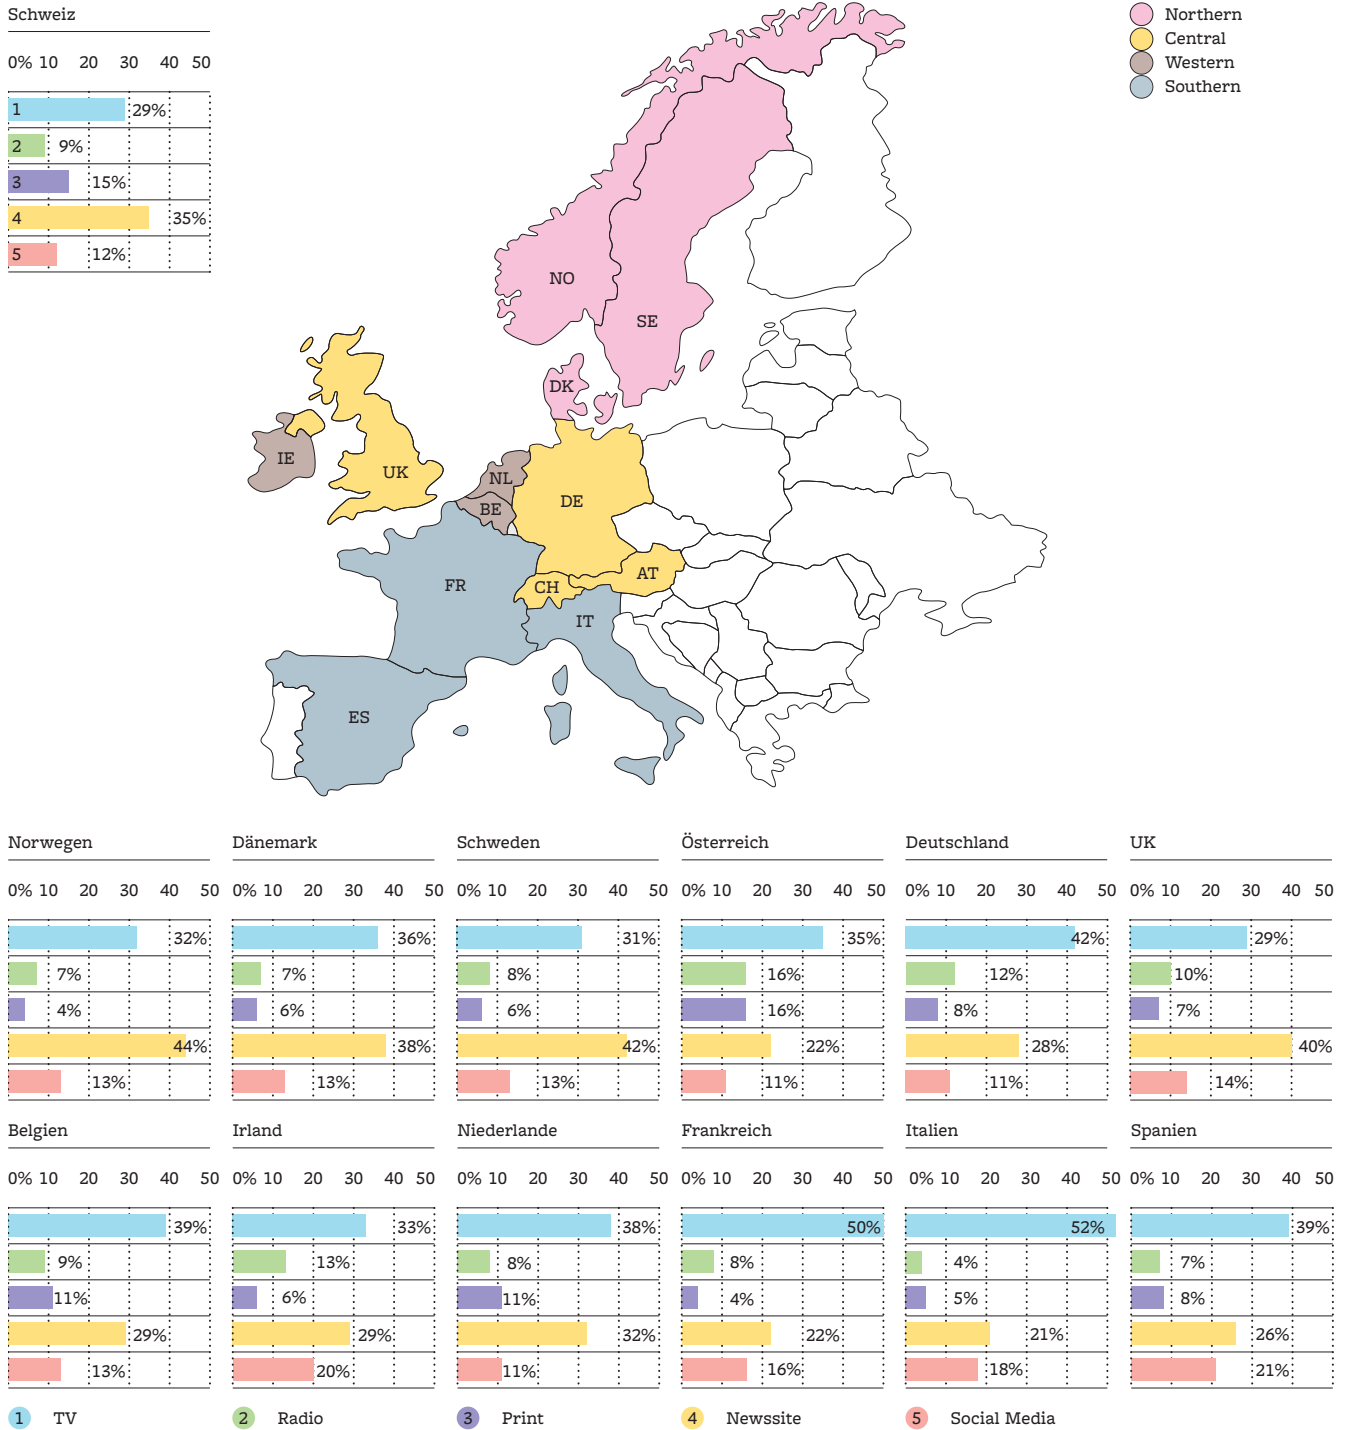 Schweiz
0% 10 20 30 40 50
1 29%
2 9%
3 15%
4 35%
5 12%
Northern
Central
Western
Southern
NO
SE
DK
IE
UK
NL
BE
DE
FR
CH
AT
IT
ES
Norwegen Dänemark Schweden Österreich Deutschland UK
0% 10 20 30 40 50 0% 10 20 30 40 50 0% 10 20 30 40 50 0% 10 20 30 40 50 0% 10 20 30 40 50 0% 10 20 30 40 50
32% 36% 31% 35% 42% 29%
7% 7% 8% 16% 12% 10%
4% 6% 6% 16% 8% 7%
44% 38% 42% 22% 28% 40%
13% 13% 13% 11% 11% 14%
Belgien Irland Niederlande Frankreich Italien Spanien
0% 10 20 30 40 50 0% 10 20 30 40 50 0% 10 20 30 40 50 0% 10 20 30 40 50 0% 10 20 30 40 50 0% 10 20 30 40 50
39% 33% 38% 50% 52% 39%
9% 13% 8% 8% 4% 7%
11% 6% 11% 4% 5% 8%
29% 29% 32% 22% 21% 26%
13% 20% 11% 16% 18% 21%
1 TV 2 Radio 3 Print 4 Newssite 5 Social Media